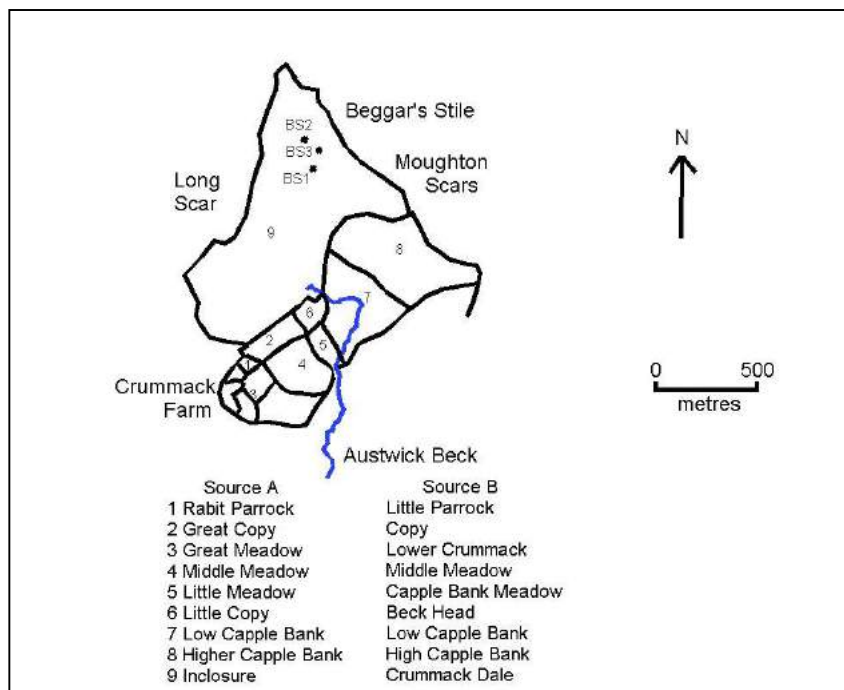 Beggar's Stile
N
BS2
BS3
BS1
Moughton
Scars
Long
Scar
9
8
7
6
2
5
4
1
3
Crummack
Farm
0 500
metres
Austwick Beck
Source A Source B
1 Rabit Parrock Little Parrock
2 Great Copy Copy
3 Great Meadow Lower Crummack
4 Middle Meadow Middle Meadow
5 Little Meadow Capple Bank Meadow
6 Little Copy Beck Head
7 Low Capple Bank Low Capple Bank
8 Higher Capple Bank High Capple Bank
9 Inclosure Crummack Dale